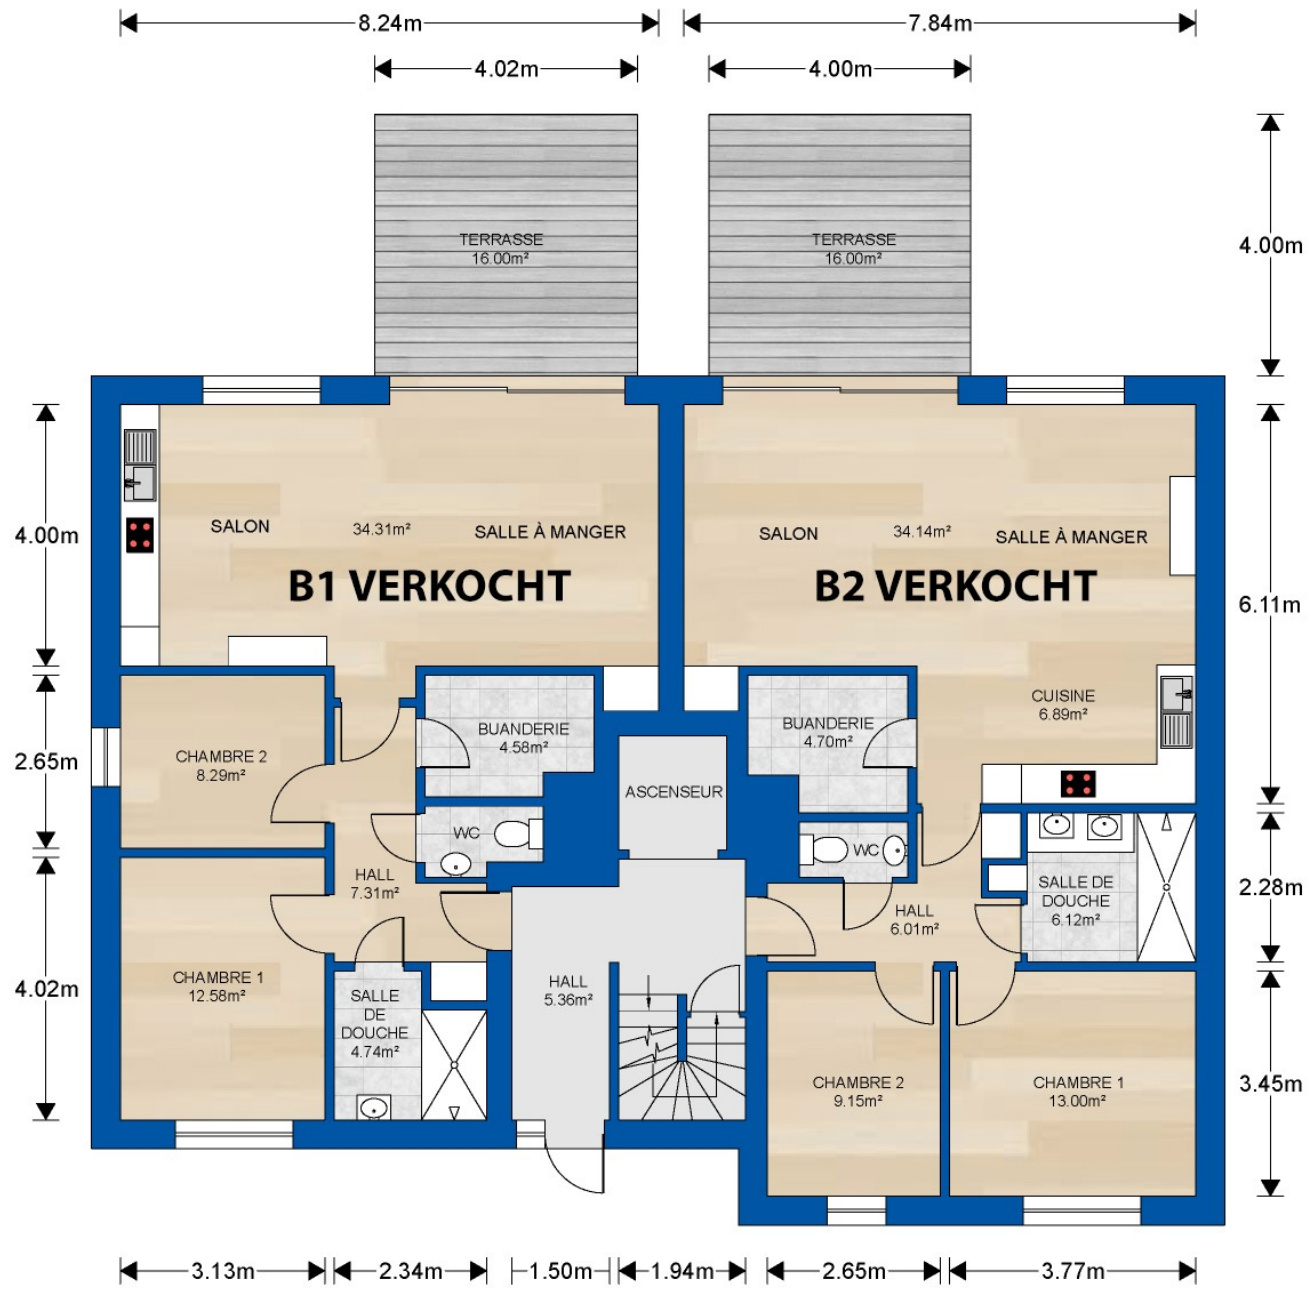 8.24m
7.84m
4.02m
4.00m
TERRASSE
16.00m²
TERRASSE
16.00m²
4.00m
4.00m
SALON
34.31m²
SALLE À MANGER
SALON
34.14m²
SALLE À MANGER
B1 VERKOCHT
B2 VERKOCHT
6.11m
CUISINE
6.89m²
BUANDERIE
4.58m²
BUANDERIE
4.70m²
2.65m
CHAMBRE 2
8.29m²
ASCENSEUR
WC
WC
HALL
7.31m²
SALLE DE
DOUCHE
6.12m²
2.28m
HALL
6.01m²
4.02m
CHAMBRE 1
12.58m²
SALLE
DE
DOUCHE
4.74m²
HALL
5.36m²
CHAMBRE 2
9.15m²
CHAMBRE 1
13.00m²
3.45m
3.13m
2.34m
1.50m
1.94m
2.65m
3.77m